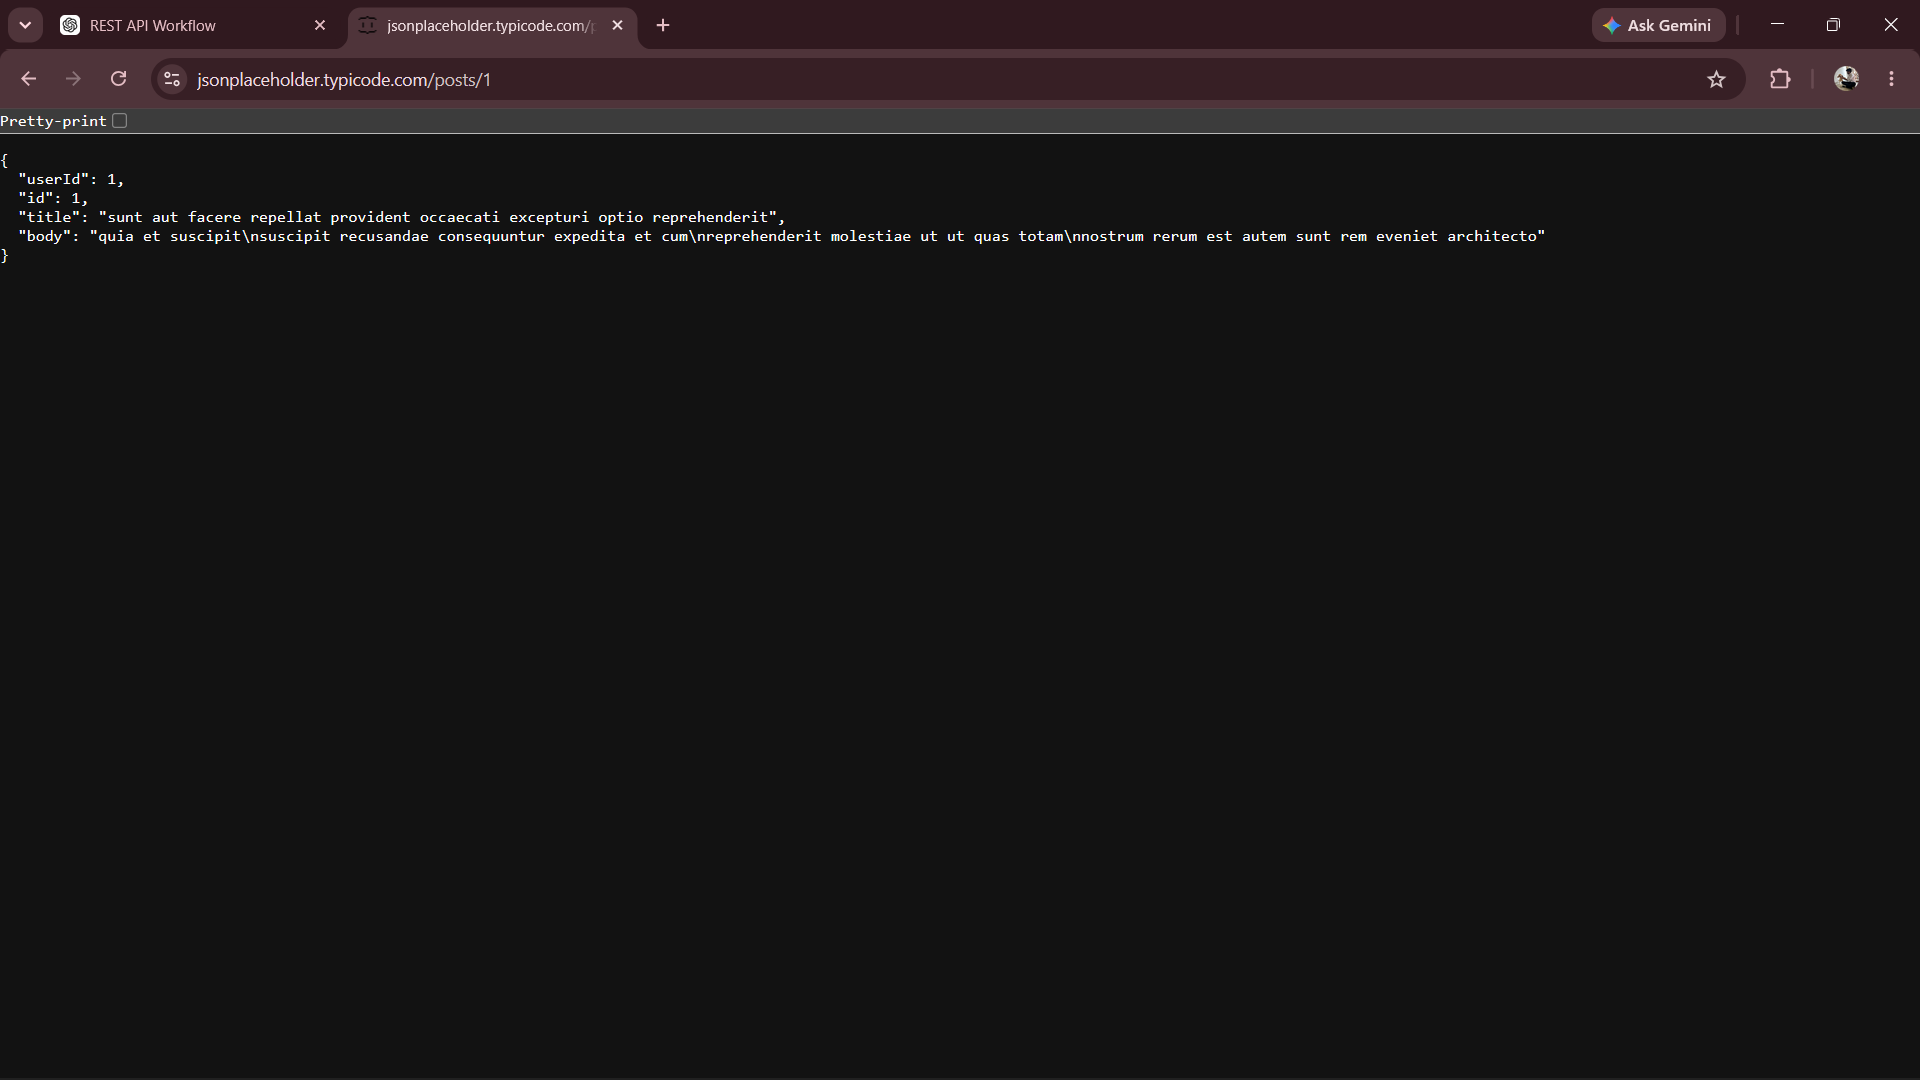 REST API Workflow
jsonplaceholder.typicode.com/
Ask Gemini
jsonplaceholder.typicode.com/posts/1
Pretty-print
{
  "userId": 1,
  "id": 1,
  "title": "sunt aut facere repellat provident occaecati excepturi optio reprehenderit",
  "body": "quia et suscipit\nsuscipit recusandae consequuntur expedita et cum\nreprehenderit molestiae ut ut quas totam\nnostrum rerum est autem sunt rem eveniet architecto"
}